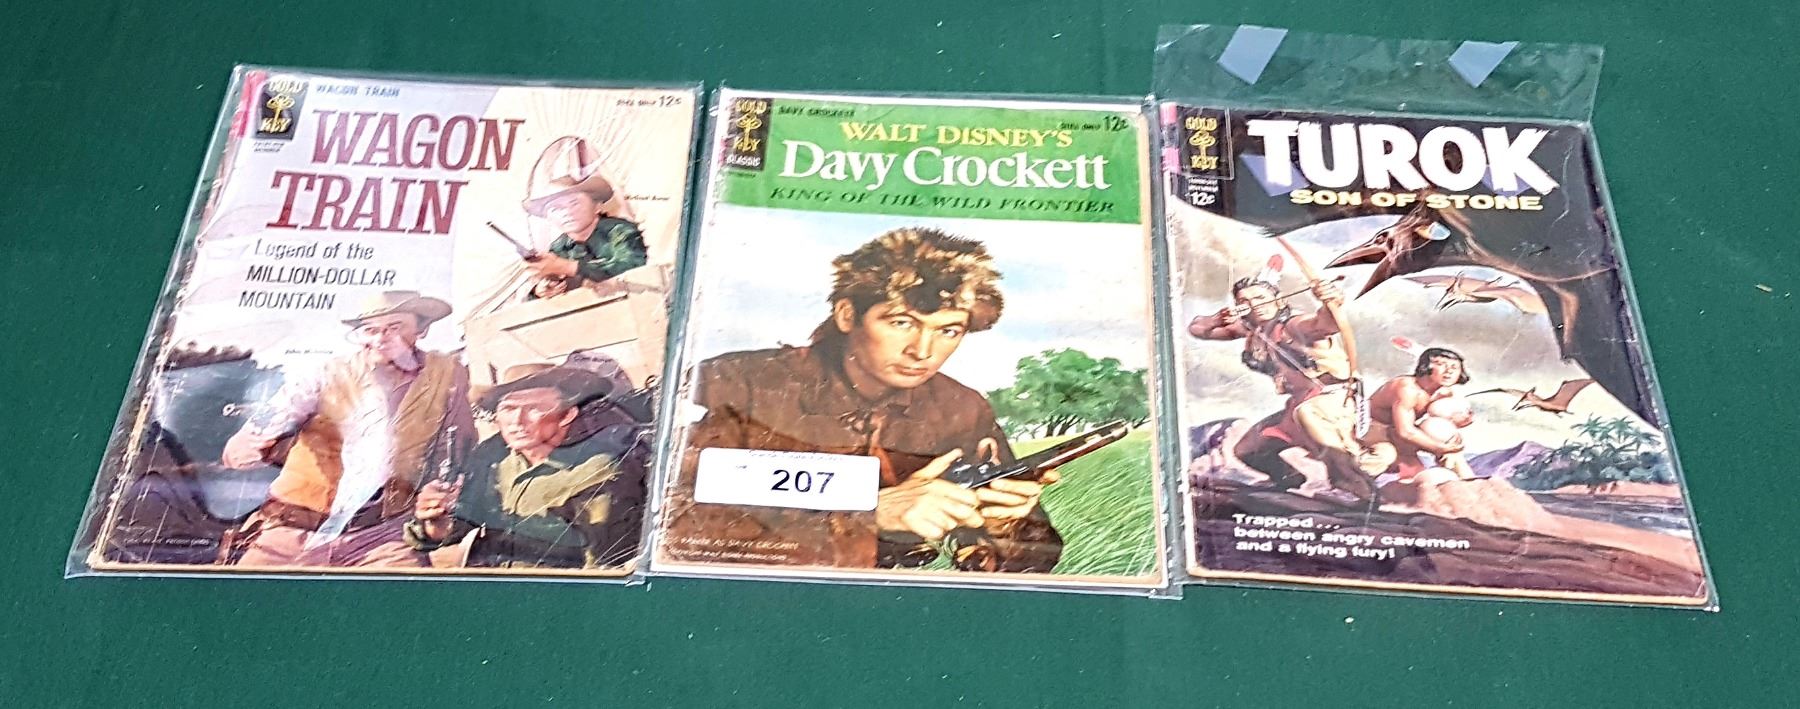 GOLD
KEY
WAGON TRAIN
12¢
WAGON
TRAIN
Legend of the
MILLION-DOLLAR
MOUNTAIN
GOLD
KEY
CLASSIC
DAVY CROCKETT
12¢
WALT DISNEY'S
Davy Crockett
KING OF THE WILD FRONTIER
207
GOLD
KEY
12¢
TUROK
SON OF STONE
Trapped...
between angry cavemen
and a flying fury!